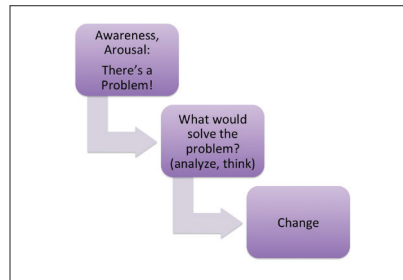 Awareness,
Arousal:
There's a
Problem!
What would
solve the
problem?
(analyze, think)
Change